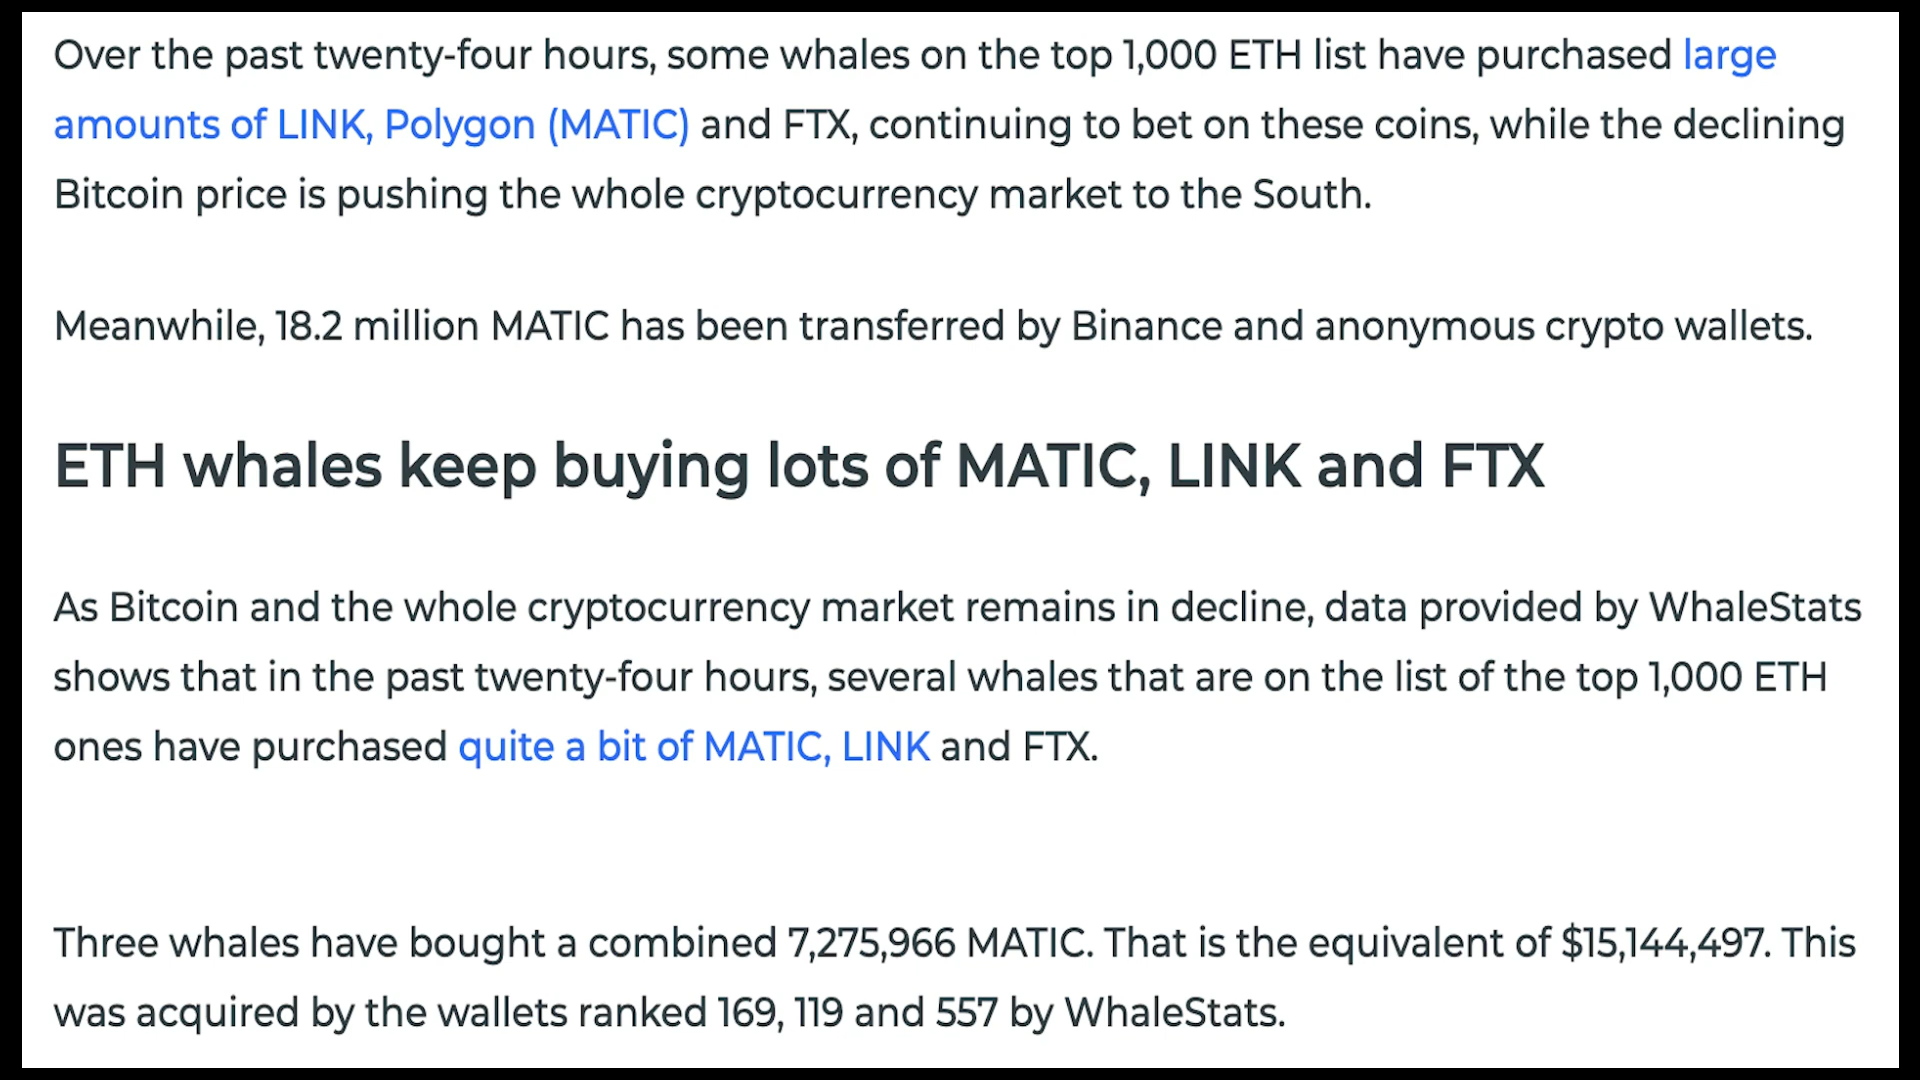 Over the past twenty-four hours, some whales on the top 1,000 ETH list have purchased large
amounts of LINK, Polygon (MATIC) and FTX, continuing to bet on these coins, while the declining
Bitcoin price is pushing the whole cryptocurrency market to the South.
Meanwhile, 18.2 million MATIC has been transferred by Binance and anonymous crypto wallets.
ETH whales keep buying lots of MATIC, LINK and FTX
As Bitcoin and the whole cryptocurrency market remains in decline, data provided by WhaleStats
shows that in the past twenty-four hours, several whales that are on the list of the top 1,000 ETH
ones have purchased quite a bit of MATIC, LINK and FTX.
Three whales have bought a combined 7,275,966 MATIC. That is the equivalent of $15,144,497. This
was acquired by the wallets ranked 169, 119 and 557 by WhaleStats.